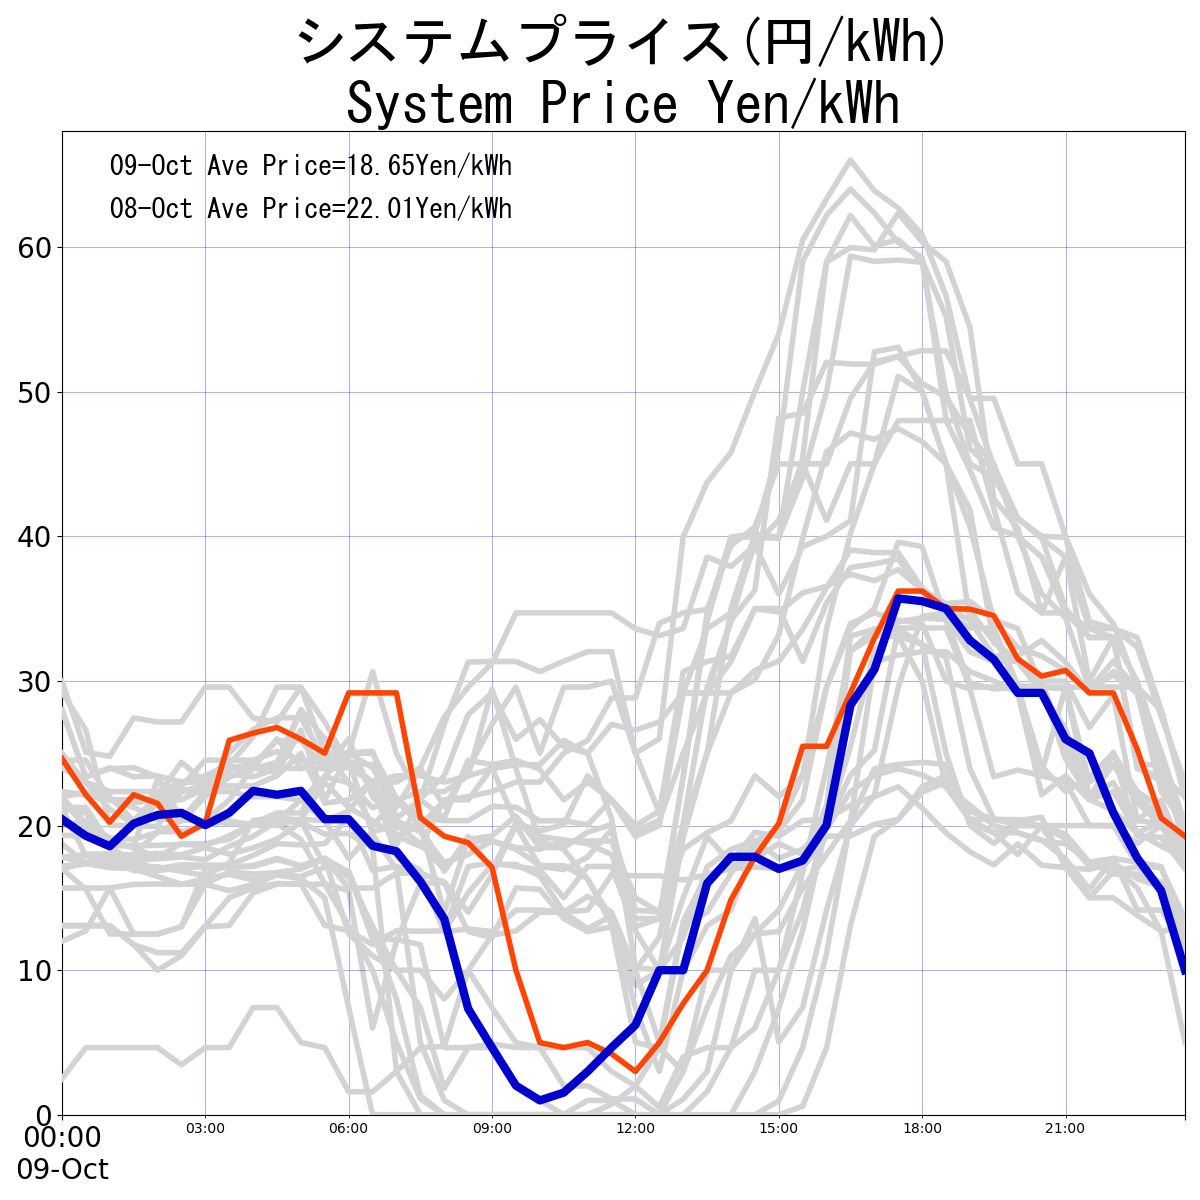 システムプライス(円/kWh)
System Price Yen/kWh
09-Oct Ave Price=18.65Yen/kWh
08-Oct Ave Price=22.01Yen/kWh
60
50
40
30
20
10
0
00:00 03:00 06:00 09:00 12:00 15:00 18:00 21:00
09-Oct